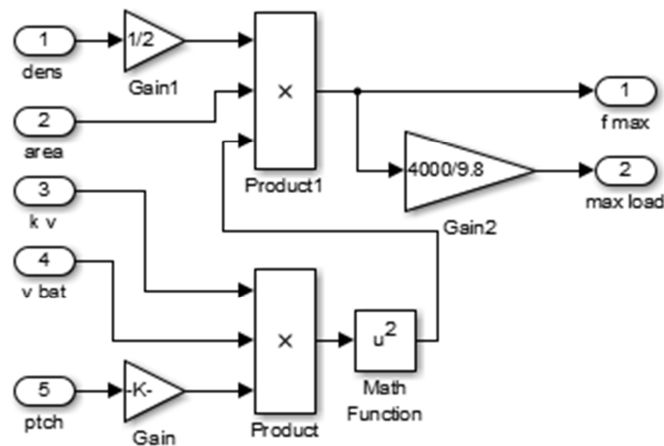 1
dens
1/2
Gain1
2
area
×
Product1
1
f max
4000/9.8
Gain2
2
max load
3
k v
4
v bat
5
ptch
-K-
Gain
×
Product
u²
Math
Function